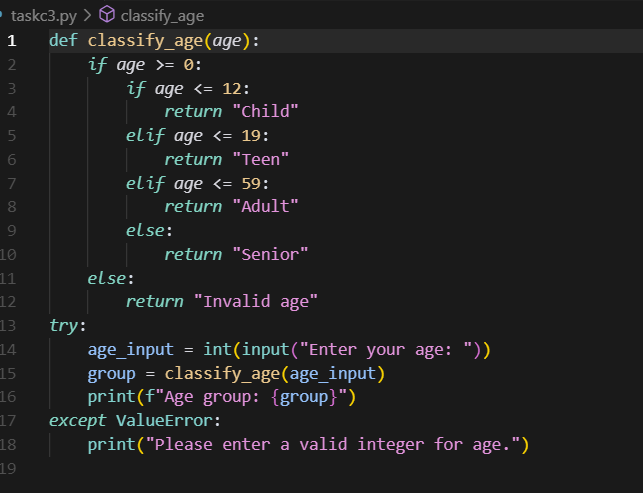 taskc3.py > classify_age
1 def classify_age(age):
2     if age >= 0:
3         if age <= 12:
4             return "Child"
5         elif age <= 19:
6             return "Teen"
7         elif age <= 59:
8             return "Adult"
9         else:
10             return "Senior"
11     else:
12         return "Invalid age"
13 try:
14     age_input = int(input("Enter your age: "))
15     group = classify_age(age_input)
16     print(f"Age group: {group}")
17 except ValueError:
18     print("Please enter a valid integer for age.")
19